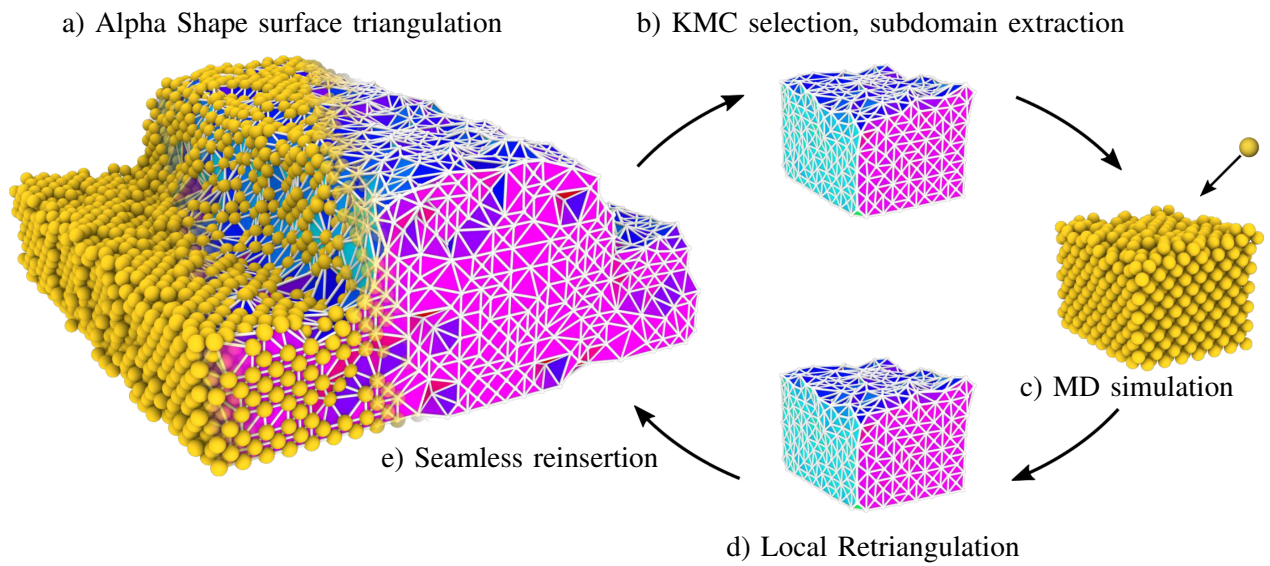 a) Alpha Shape surface triangulation
b) KMC selection, subdomain extraction
c) MD simulation
e) Seamless reinsertion
d) Local Retriangulation